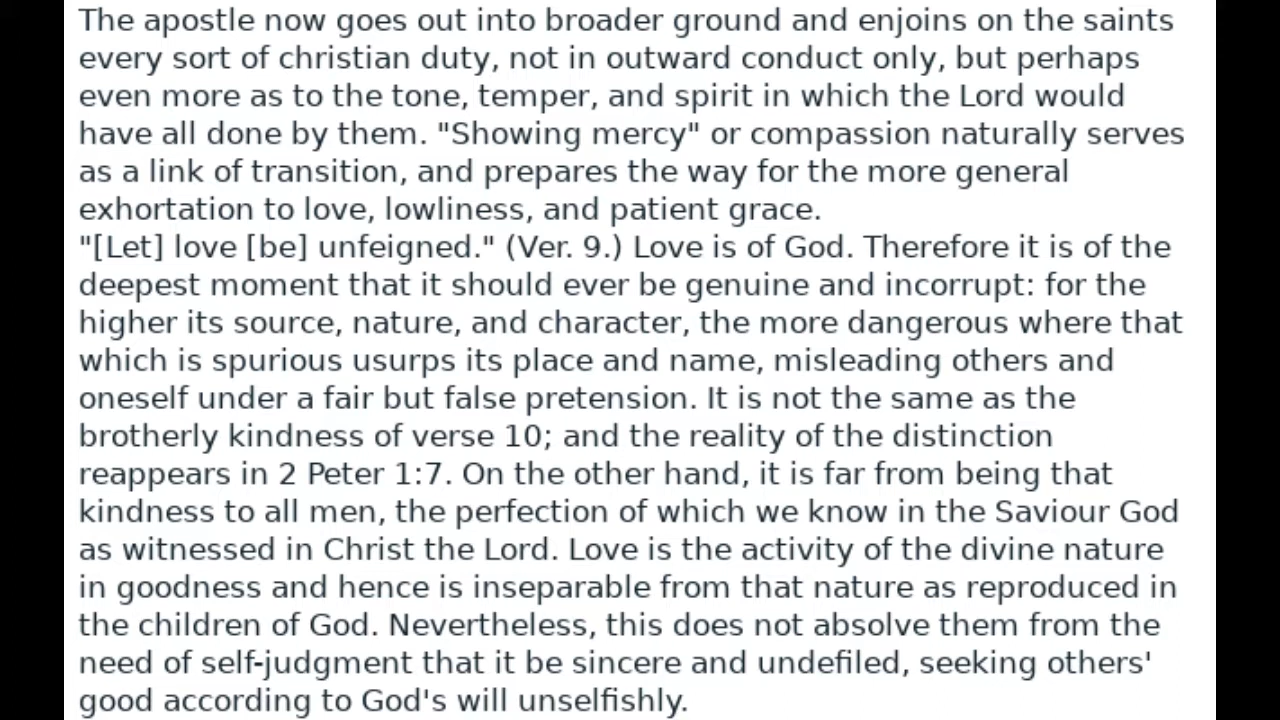 The apostle now goes out into broader ground and enjoins on the saints
every sort of christian duty, not in outward conduct only, but perhaps
even more as to the tone, temper, and spirit in which the Lord would
have all done by them. "Showing mercy" or compassion naturally serves
as a link of transition, and prepares the way for the more general
exhortation to love, lowliness, and patient grace.
"[Let] love [be] unfeigned." (Ver. 9.) Love is of God. Therefore it is of the
deepest moment that it should ever be genuine and incorrupt: for the
higher its source, nature, and character, the more dangerous where that
which is spurious usurps its place and name, misleading others and
oneself under a fair but false pretension. It is not the same as the
brotherly kindness of verse 10; and the reality of the distinction
reappears in 2 Peter 1:7. On the other hand, it is far from being that
kindness to all men, the perfection of which we know in the Saviour God
as witnessed in Christ the Lord. Love is the activity of the divine nature
in goodness and hence is inseparable from that nature as reproduced in
the children of God. Nevertheless, this does not absolve them from the
need of self-judgment that it be sincere and undefiled, seeking others'
good according to God's will unselfishly.